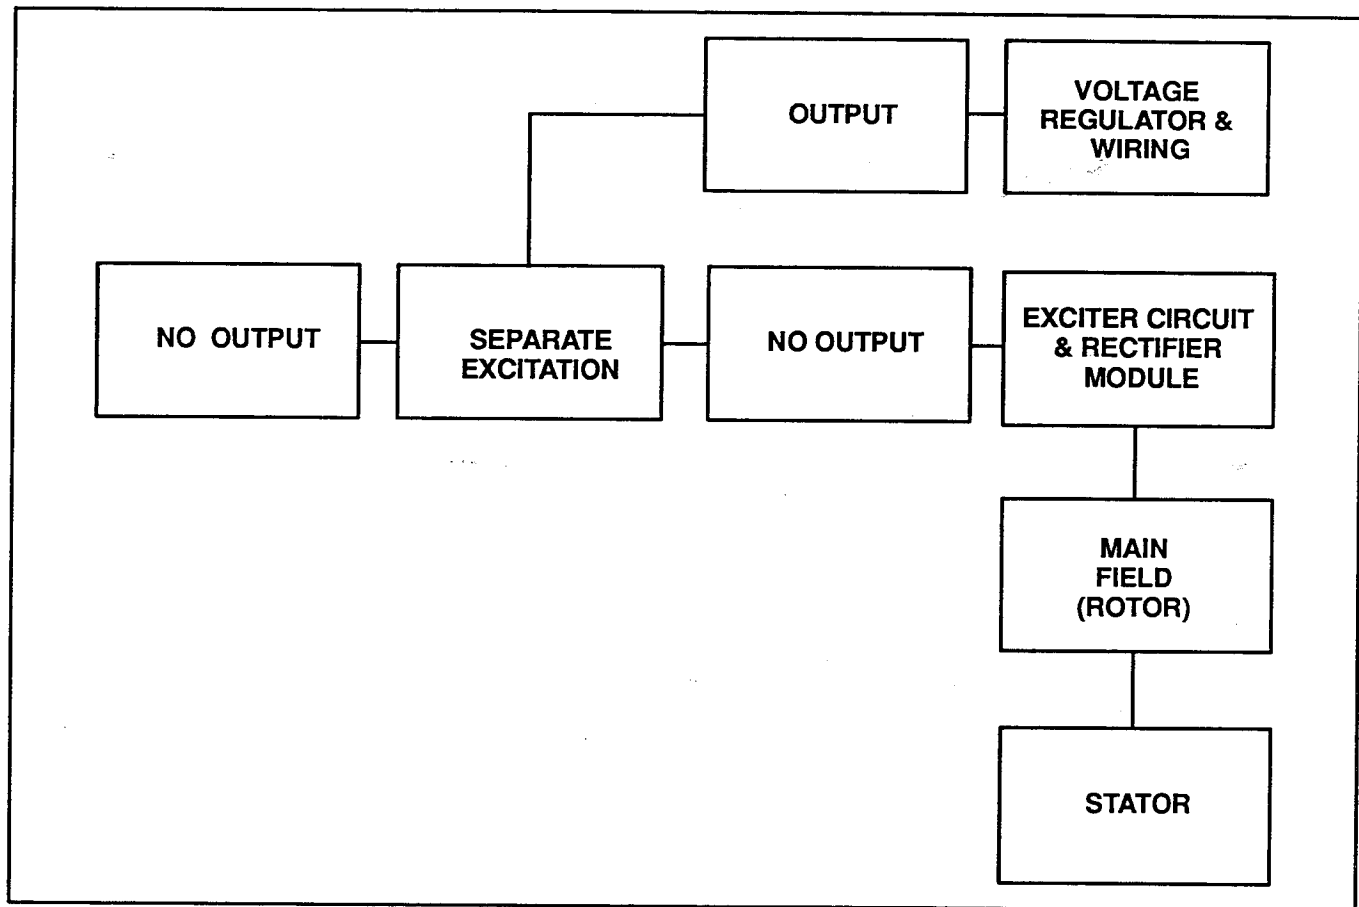 OUTPUT
VOLTAGE
REGULATOR &
WIRING
NO OUTPUT
SEPARATE
EXCITATION
NO OUTPUT
EXCITER CIRCUIT
& RECTIFIER
MODULE
MAIN
FIELD
(ROTOR)
STATOR